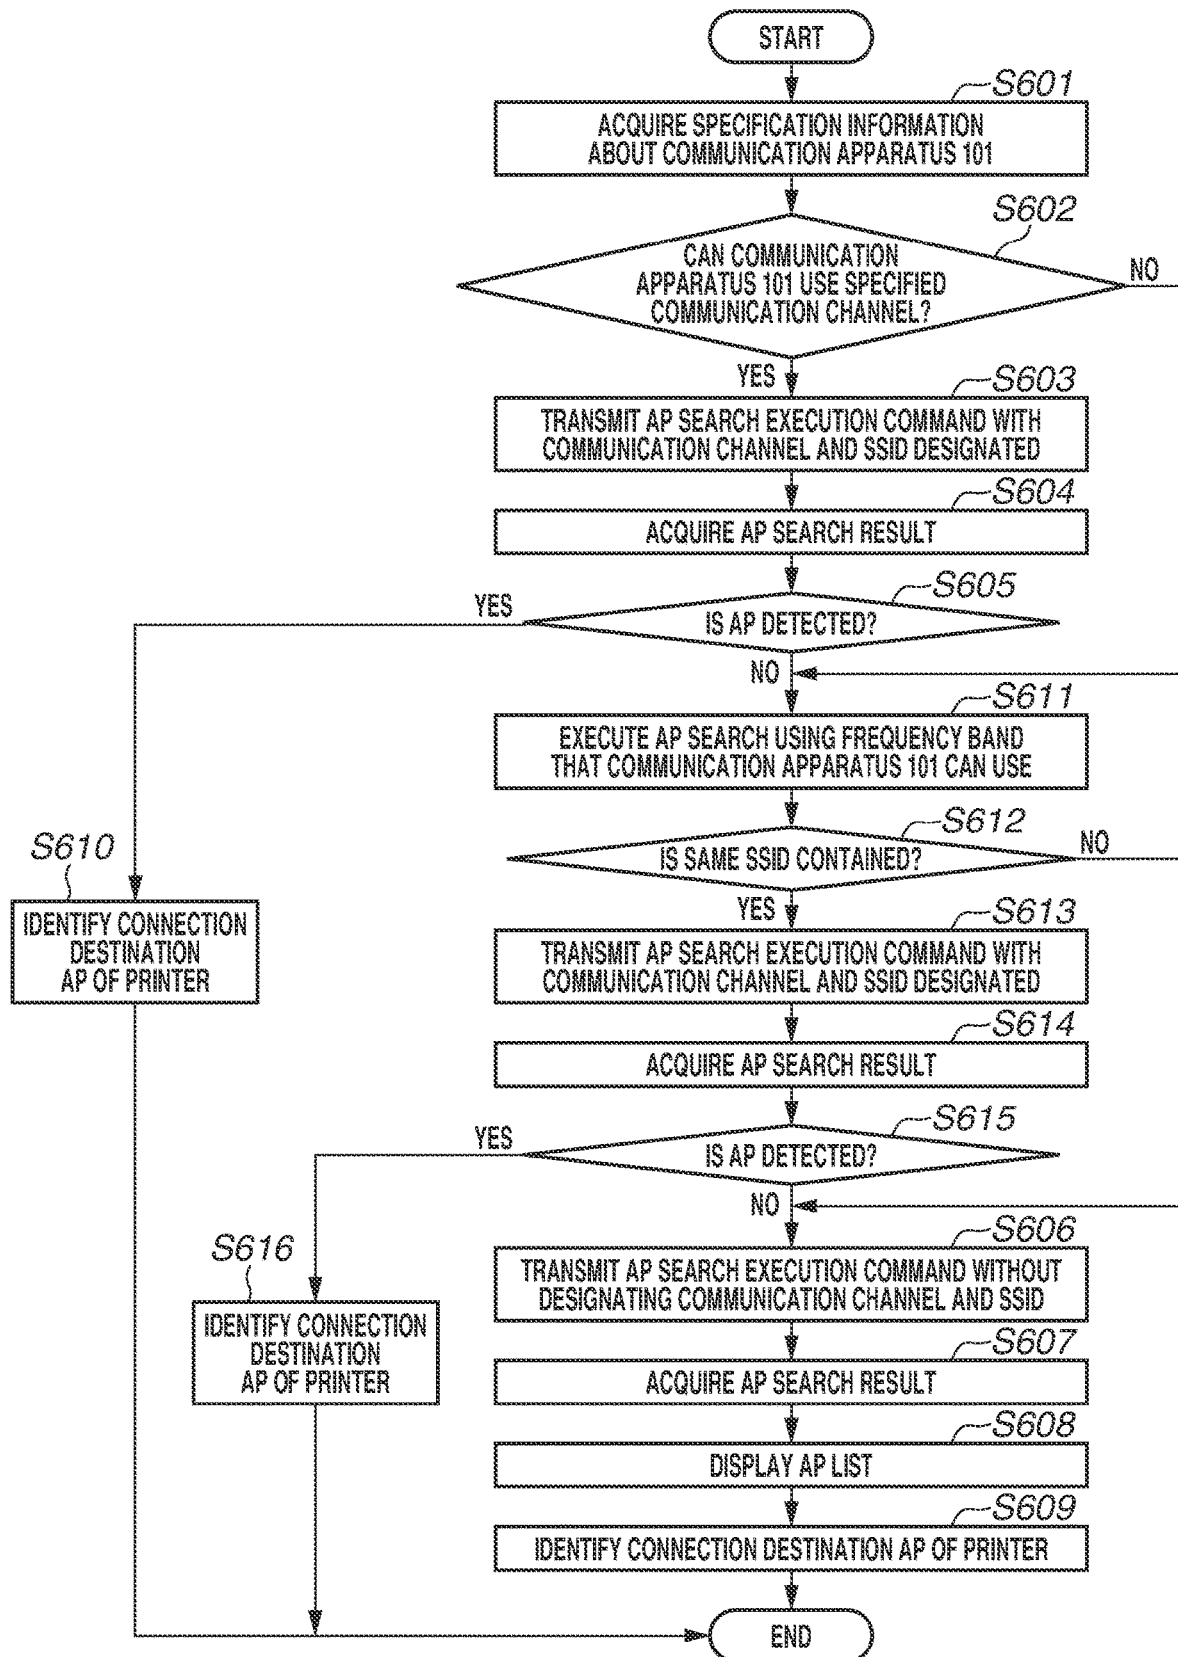 START
S601
ACQUIRE SPECIFICATION INFORMATION
ABOUT COMMUNICATION APPARATUS 101
S602
CAN COMMUNICATION
APPARATUS 101 USE SPECIFIED
COMMUNICATION CHANNEL?
NO
YES
S603
TRANSMIT AP SEARCH EXECUTION COMMAND WITH
COMMUNICATION CHANNEL AND SSID DESIGNATED
S604
ACQUIRE AP SEARCH RESULT
S605
YES
IS AP DETECTED?
NO
S611
EXECUTE AP SEARCH USING FREQUENCY BAND
THAT COMMUNICATION APPARATUS 101 CAN USE
S612
IS SAME SSID CONTAINED?
NO
YES
S610
IDENTIFY CONNECTION
DESTINATION
AP OF PRINTER
S613
TRANSMIT AP SEARCH EXECUTION COMMAND WITH
COMMUNICATION CHANNEL AND SSID DESIGNATED
S614
ACQUIRE AP SEARCH RESULT
S615
YES
IS AP DETECTED?
NO
S616
IDENTIFY CONNECTION
DESTINATION
AP OF PRINTER
S606
TRANSMIT AP SEARCH EXECUTION COMMAND WITHOUT
DESIGNATING COMMUNICATION CHANNEL AND SSID
S607
ACQUIRE AP SEARCH RESULT
S608
DISPLAY AP LIST
S609
IDENTIFY CONNECTION DESTINATION AP OF PRINTER
END